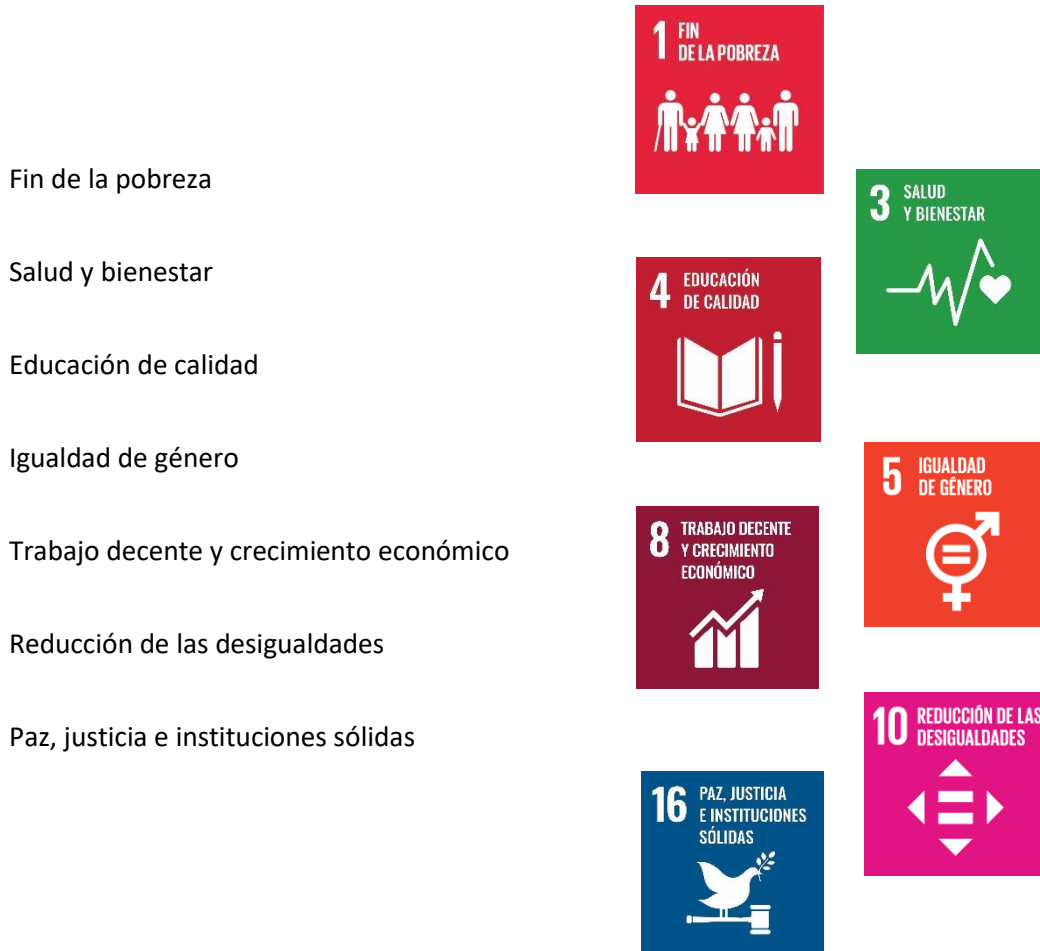 Fin de la pobreza
Salud y bienestar
Educación de calidad
Igualdad de género
Trabajo decente y crecimiento económico
Reducción de las desigualdades
Paz, justicia e instituciones sólidas
1 FIN
DE LA POBREZA
3 SALUD
Y BIENESTAR
4 EDUCACIÓN
DE CALIDAD
5 IGUALDAD
DE GÉNERO
8 TRABAJO DECENTE
Y CRECIMIENTO
ECONÓMICO
10 REDUCCIÓN DE LAS
DESIGUALDADES
16 PAZ, JUSTICIA
E INSTITUCIONES
SÓLIDAS